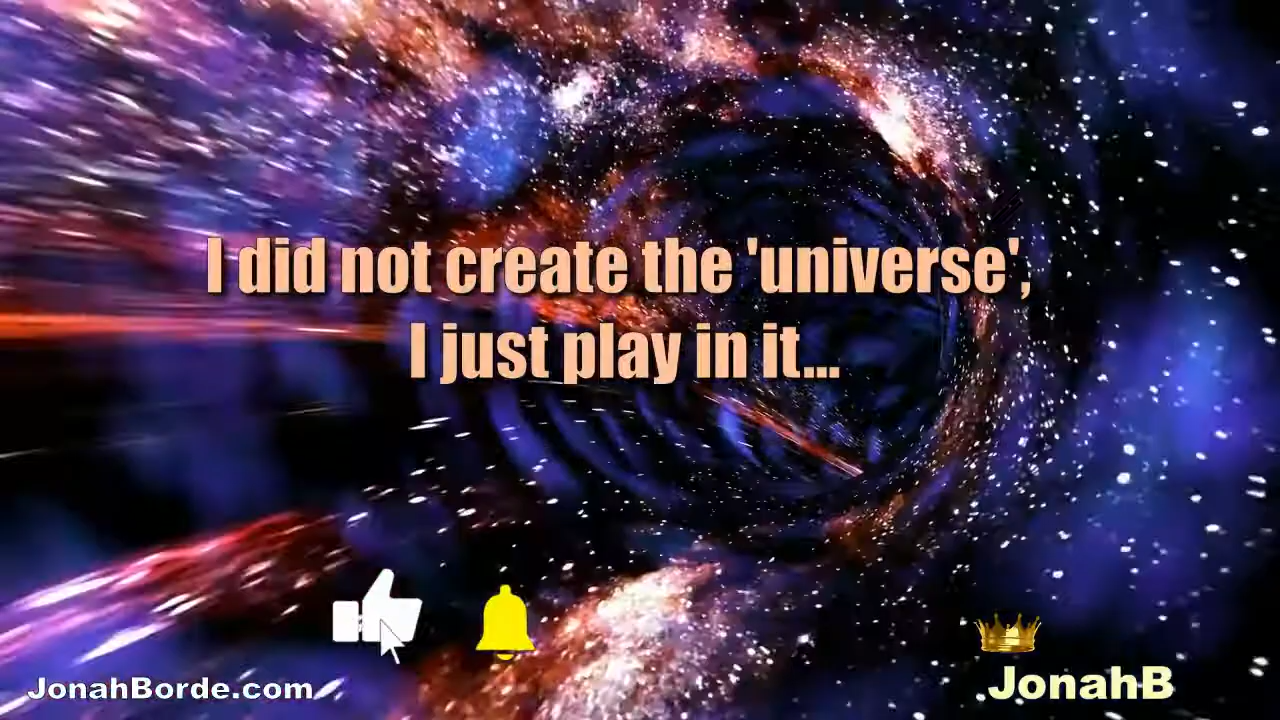 I did not create the 'universe',
I just play in it...
JonahBorde.com
JonahB